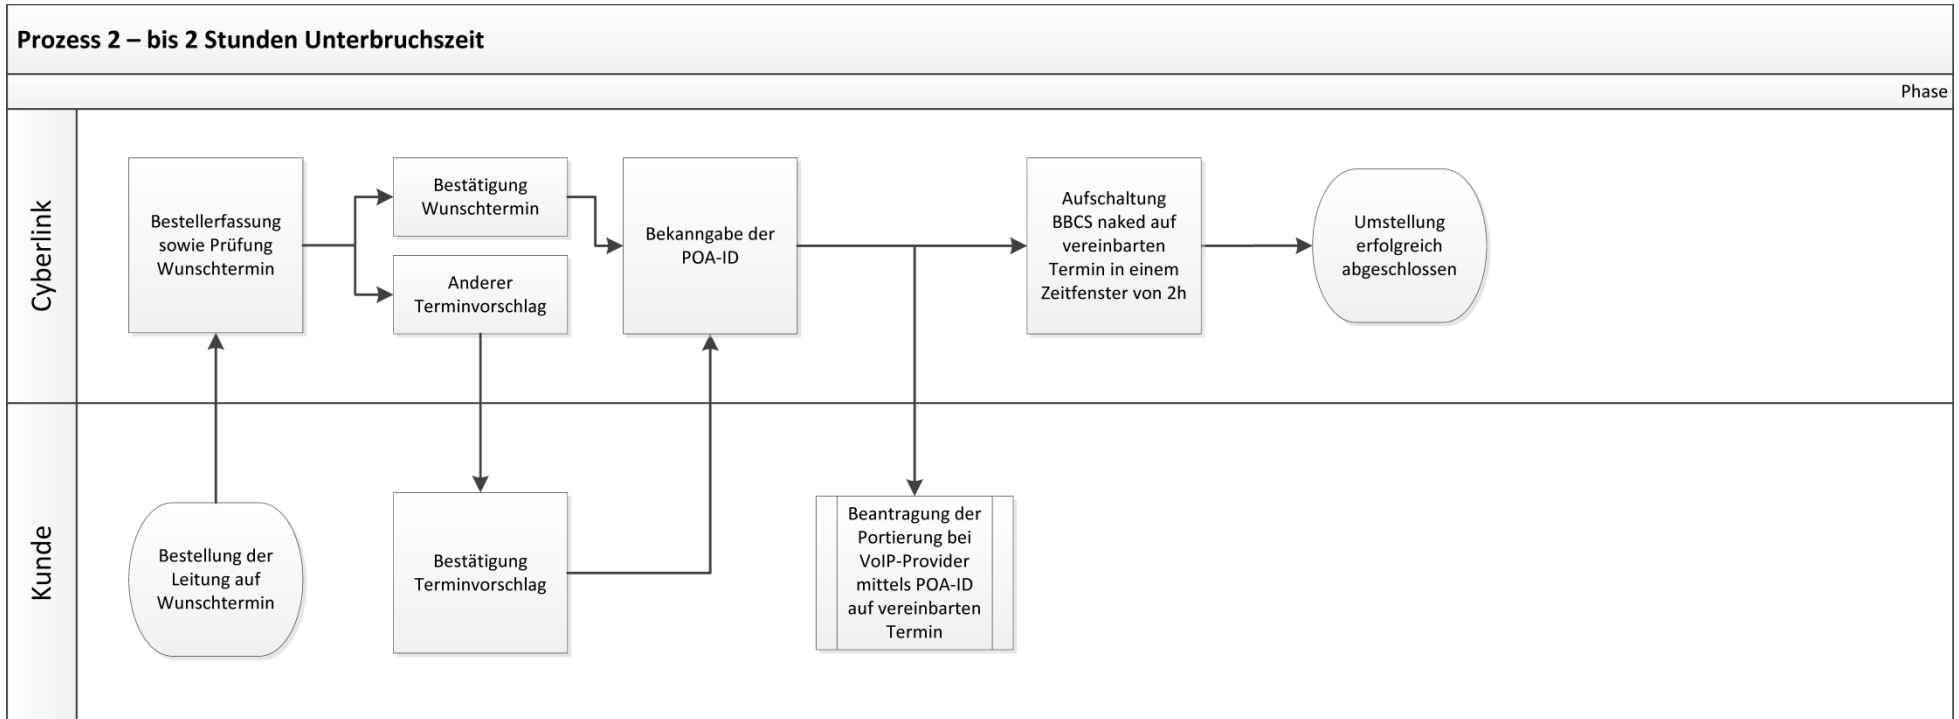 Prozess 2 – bis 2 Stunden Unterbruchszeit
Phase
Cyberlink
Bestellerfassung
sowie Prüfung
Wunschtermin
Bestätigung
Wunschtermin
Anderer
Terminvorschlag
Bekanngabe der
POA-ID
Aufschaltung
BBCS naked auf
vereinbarten
Termin in einem
Zeitfenster von 2h
Umstellung
erfolgreich
abgeschlossen
Kunde
Bestellung der
Leitung auf
Wunschtermin
Bestätigung
Terminvorschlag
Beantragung der
Portierung bei
VoIP-Provider
mittels POA-ID
auf vereinbarten
Termin